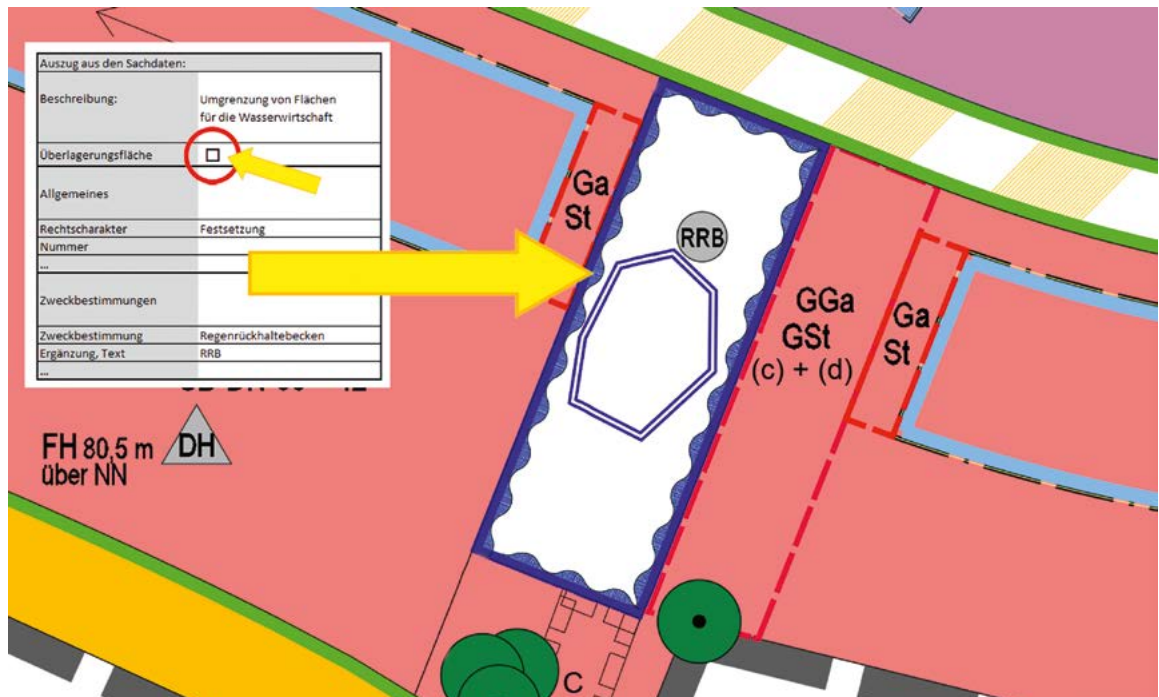 Auszug aus den Sachdaten:
Beschreibung: Umgrenzung von Flächen
für die Wasserwirtschaft
Überlagerungsfläche
Allgemeines
Rechtscharakter Festsetzung
Nummer
...
Zweckbestimmungen
Zweckbestimmung Regenrückhaltebecken
Ergänzung, Text RRB
...
FH 80,5 m
über NN
DH
Ga
St
RRB
GGa
GSt
(c) + (d)
Ga
St
C